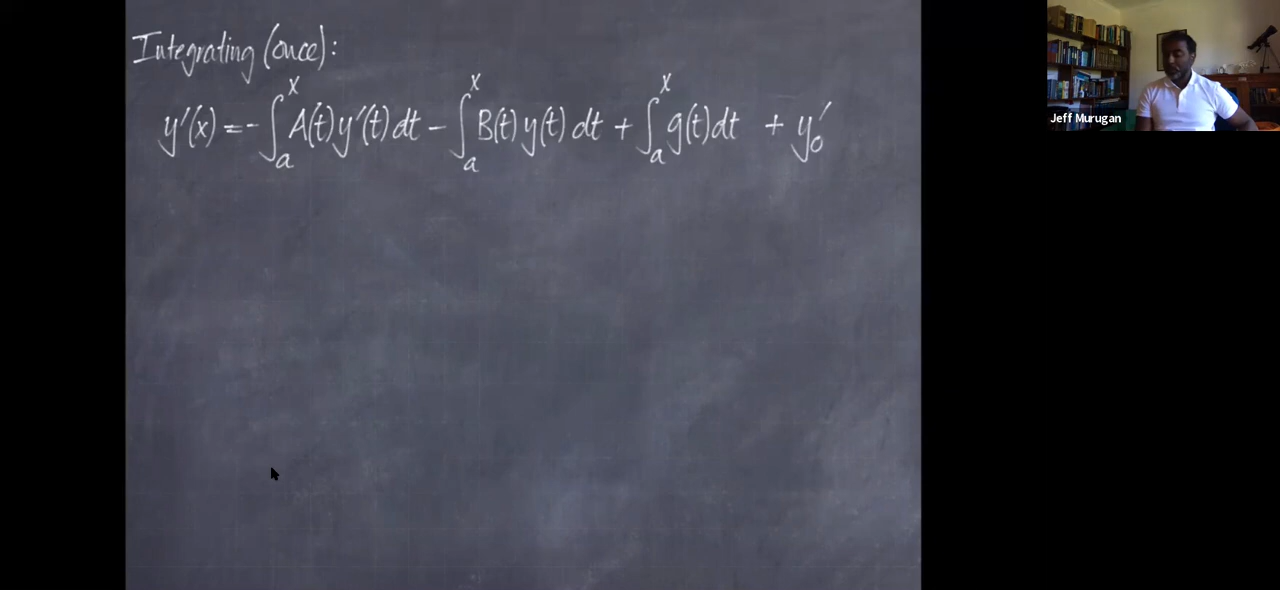 Integrating (once):
y′(x) = - ∫ₐˣ A(t) y′(t) dt - ∫ₐˣ B(t) y(t) dt + ∫ₐˣ g(t) dt + y₀′
Jeff Murugan